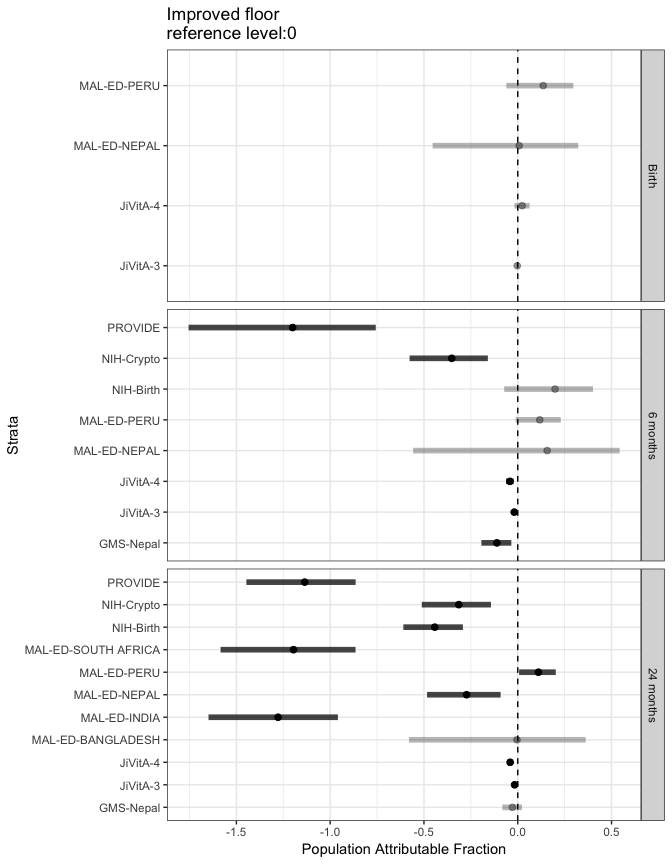 Improved floor
reference level:0
MAL-ED-PERU
MAL-ED-NEPAL
JiVitA-4
JiVitA-3
Birth
PROVIDE
NIH-Crypto
NIH-Birth
MAL-ED-PERU
MAL-ED-NEPAL
JiVitA-4
JiVitA-3
GMS-Nepal
6 months
Strata
PROVIDE
NIH-Crypto
NIH-Birth
MAL-ED-SOUTH AFRICA
MAL-ED-PERU
MAL-ED-NEPAL
MAL-ED-INDIA
MAL-ED-BANGLADESH
JiVitA-4
JiVitA-3
GMS-Nepal
24 months
-1.5 -1.0 -0.5 0.0 0.5
Population Attributable Fraction